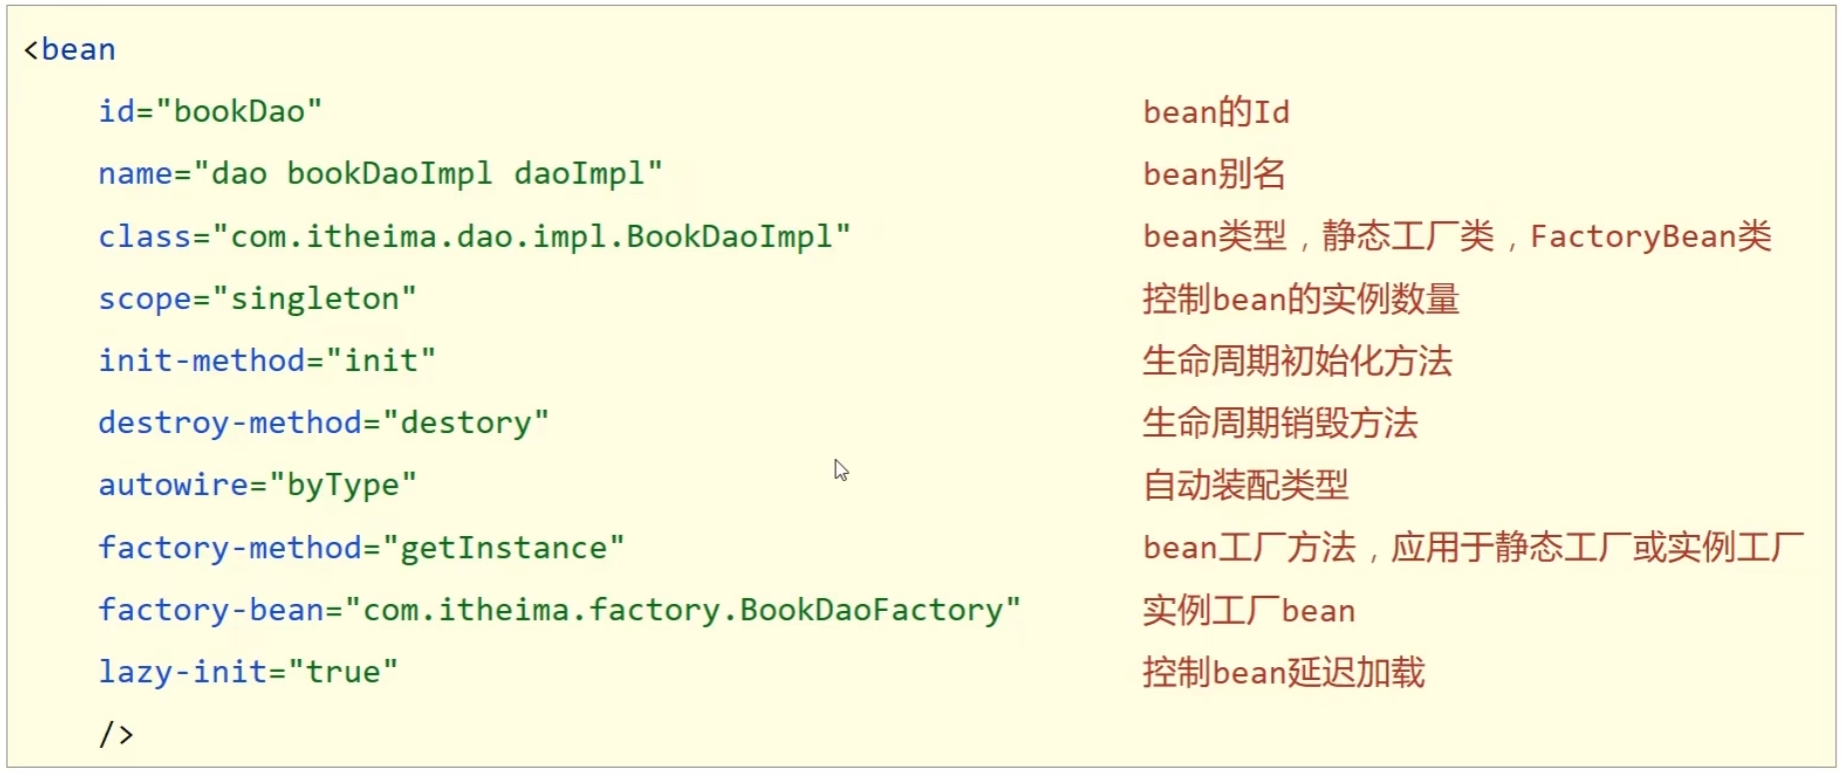 <bean
id="bookDao" bean的Id
name="dao bookDaoImpl daoImpl" bean别名
class="com.itheima.dao.impl.BookDaoImpl" bean类型，静态工厂类，FactoryBean类
scope="singleton" 控制bean的实例数量
init-method="init" 生命周期初始化方法
destroy-method="destory" 生命周期销毁方法
autowire="byType" 自动装配类型
factory-method="getInstance" bean工厂方法，应用于静态工厂或实例工厂
factory-bean="com.itheima.factory.BookDaoFactory" 实例工厂bean
lazy-init="true" 控制bean延迟加载
/>